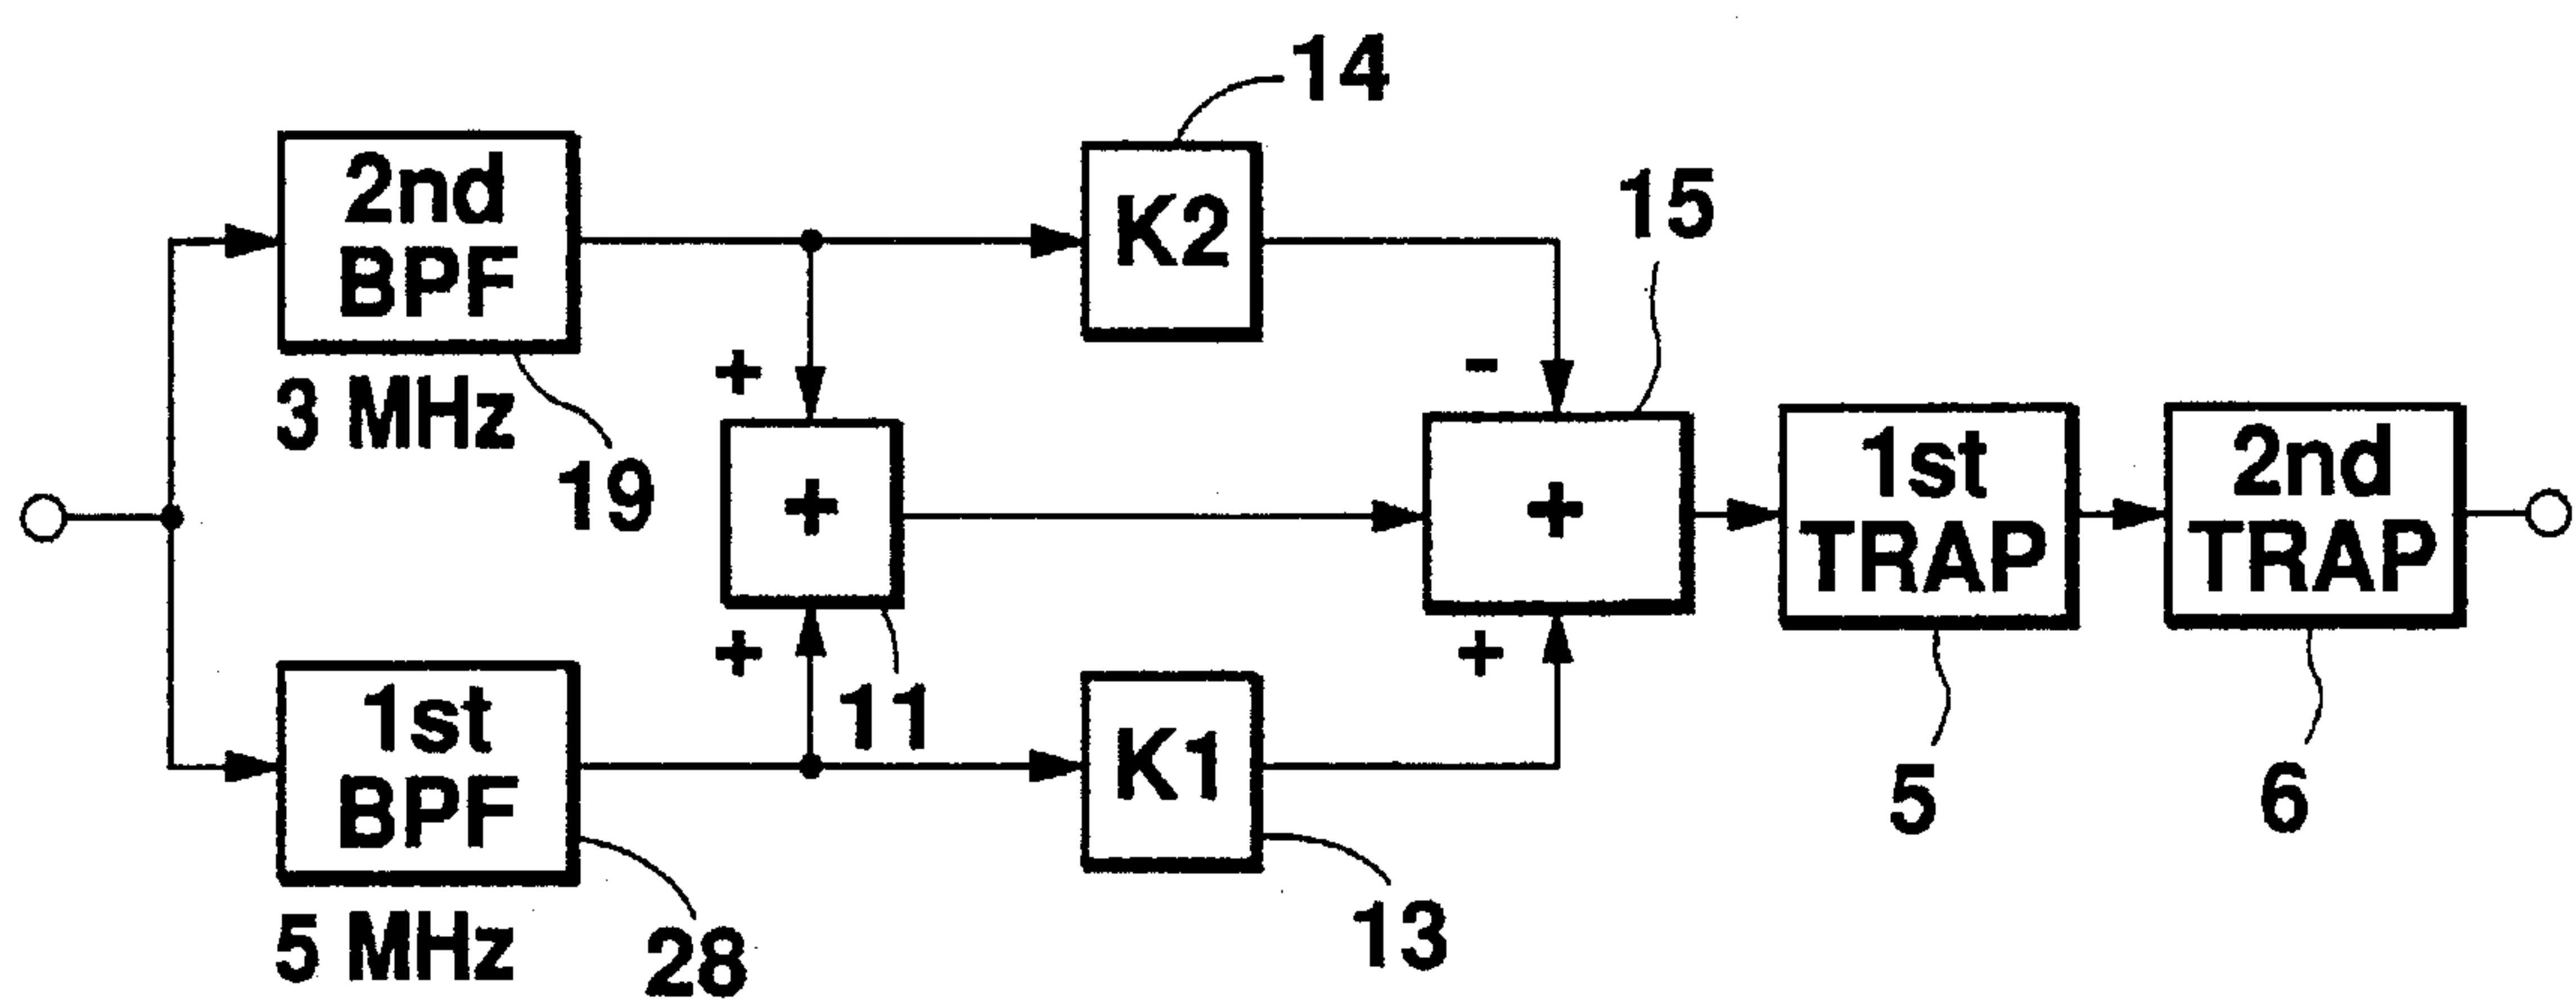 14
2nd
BPF
K2
15
3 MHz
19
+
-
+
+
1st
TRAP
2nd
TRAP
+
+
1st
BPF
11
K1
5
6
5 MHz
28
13